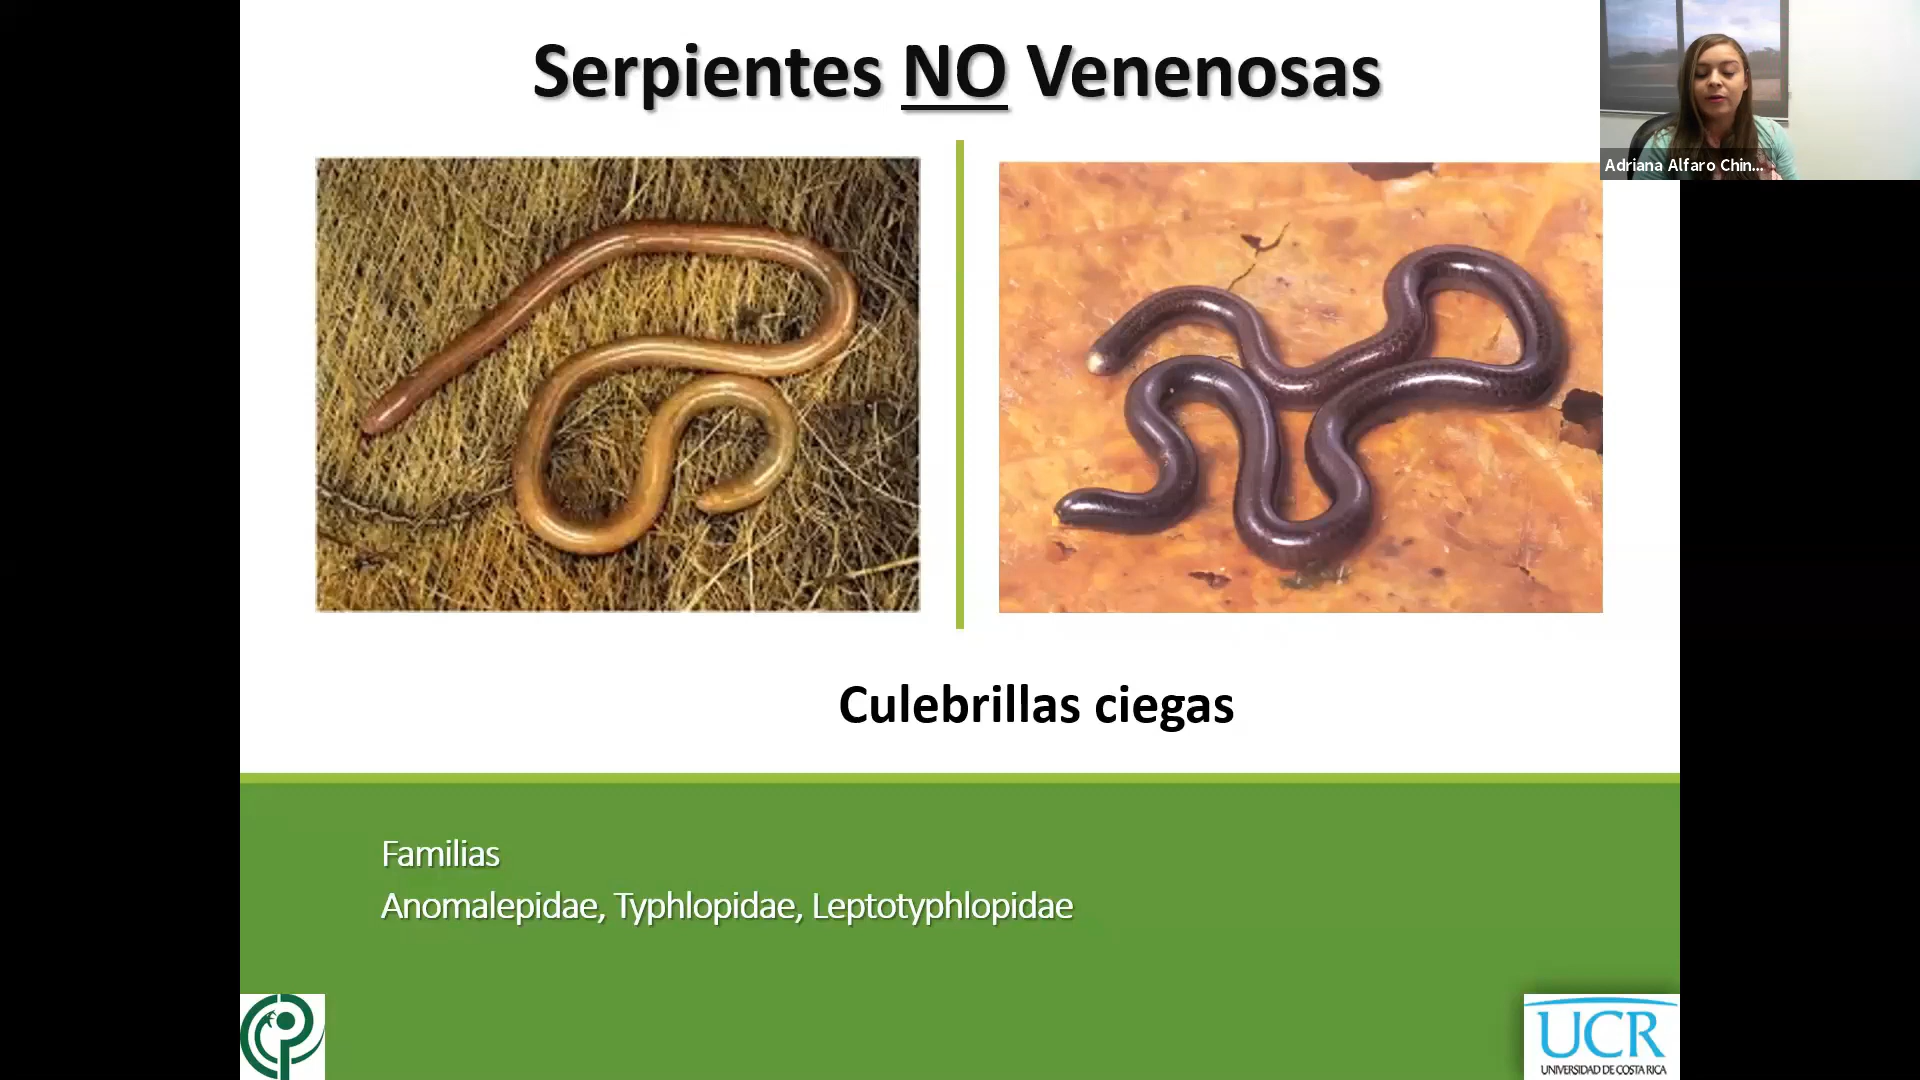 Serpientes NO Venenosas
Adriana Alfaro Chin...
Culebrillas ciegas
Familias
Anomalepidae, Typhlopidae, Leptotyphlopidae
UCR
UNIVERSIDAD DE COSTA RICA